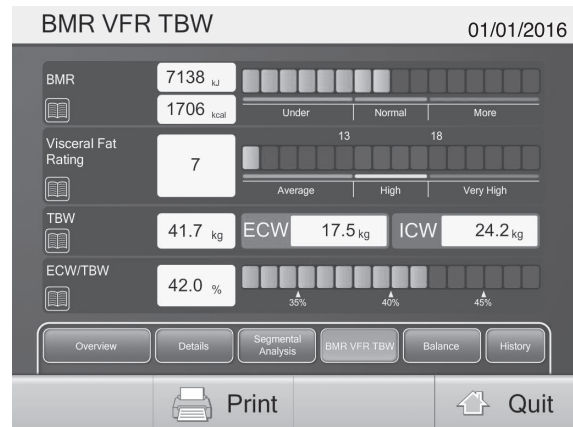 BMR VFR TBW
01/01/2016
BMR
7138 kJ
1706 kcal
Under Normal More
Visceral Fat
Rating
7
13 18
Average High Very High
TBW
41.7 kg
ECW 17.5 kg
ICW 24.2 kg
ECW/TBW
42.0 %
35% 40% 45%
Overview
Details
Segmental
Analysis
BMR VFR TBW
Balance
History
Print
Quit